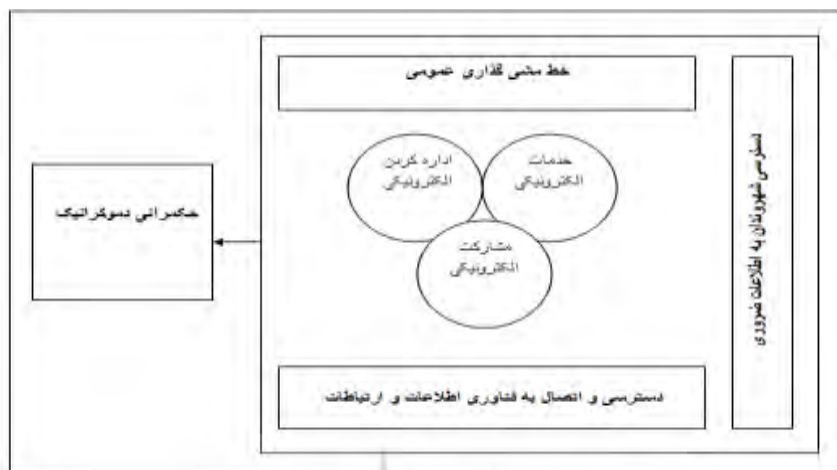 خط مشی گذاری عمومی
دسترسی شهروندان به اطلاعات ضروری
خدمات
الکترونیکی
اداره کردن
الکترونیکی
مشارکت
الکترونیکی
حکمرانی دموکراتیک
دسترسی و اتصال به فناوری اطلاعات و ارتباطات